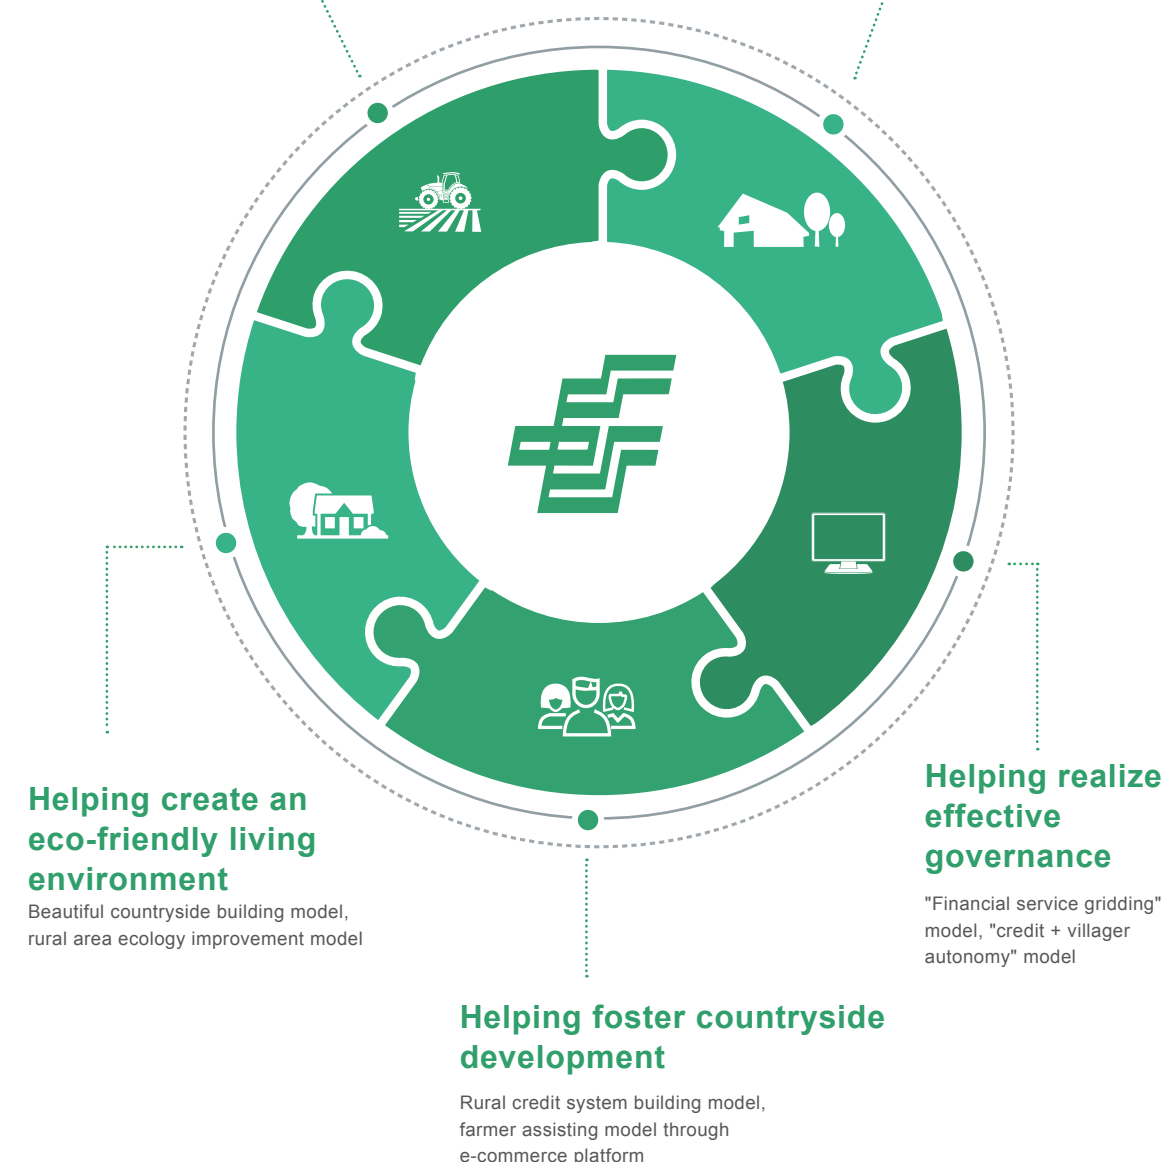 Helping create an
eco-friendly living
environment
Beautiful countryside building model,
rural area ecology improvement model
Helping realize
effective
governance
"Financial service gridding"
model, "credit + villager
autonomy" model
Helping foster countryside
development
Rural credit system building model,
farmer assisting model through
e-commerce platform